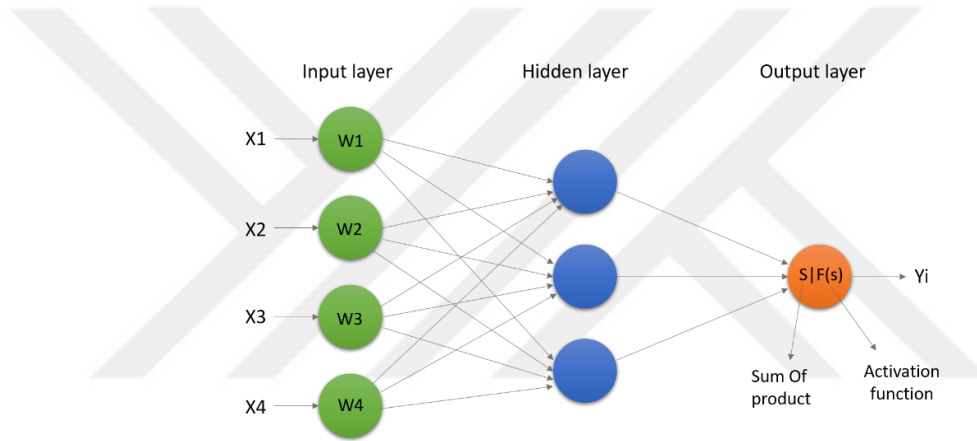 Input layer
Hidden layer
Output layer
X1
W1
X2
W2
S|F(s)
Yi
X3
W3
Sum Of
product
Activation
function
X4
W4